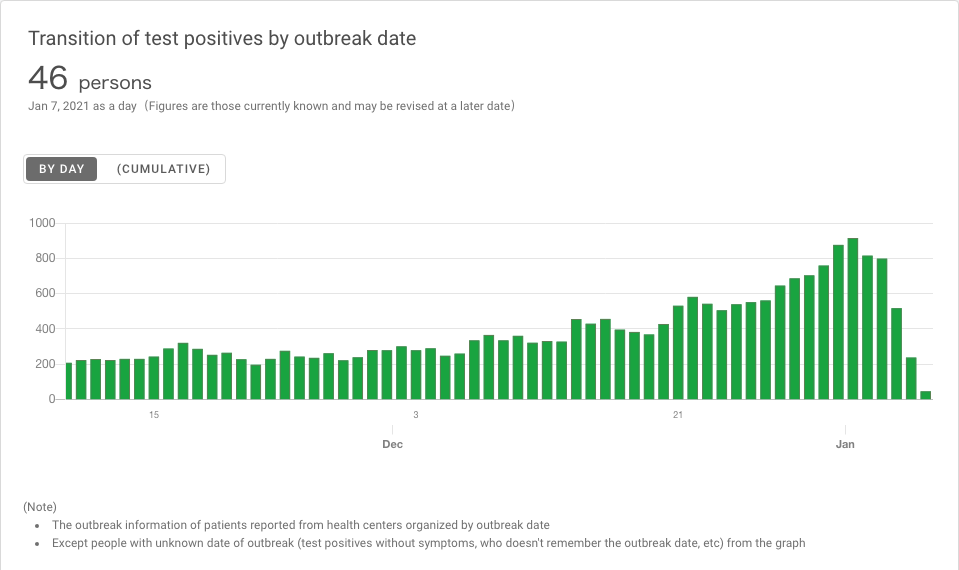 Transition of test positives by outbreak date
46 persons
Jan 7, 2021 as a day（Figures are those currently known and may be revised at a later date）
BY DAY (CUMULATIVE)
1000
800
600
400
200
0
15 3 21
Dec Jan
(Note)
• The outbreak information of patients reported from health centers organized by outbreak date
• Except people with unknown date of outbreak (test positives without symptoms, who doesn't remember the outbreak date, etc) from the graph